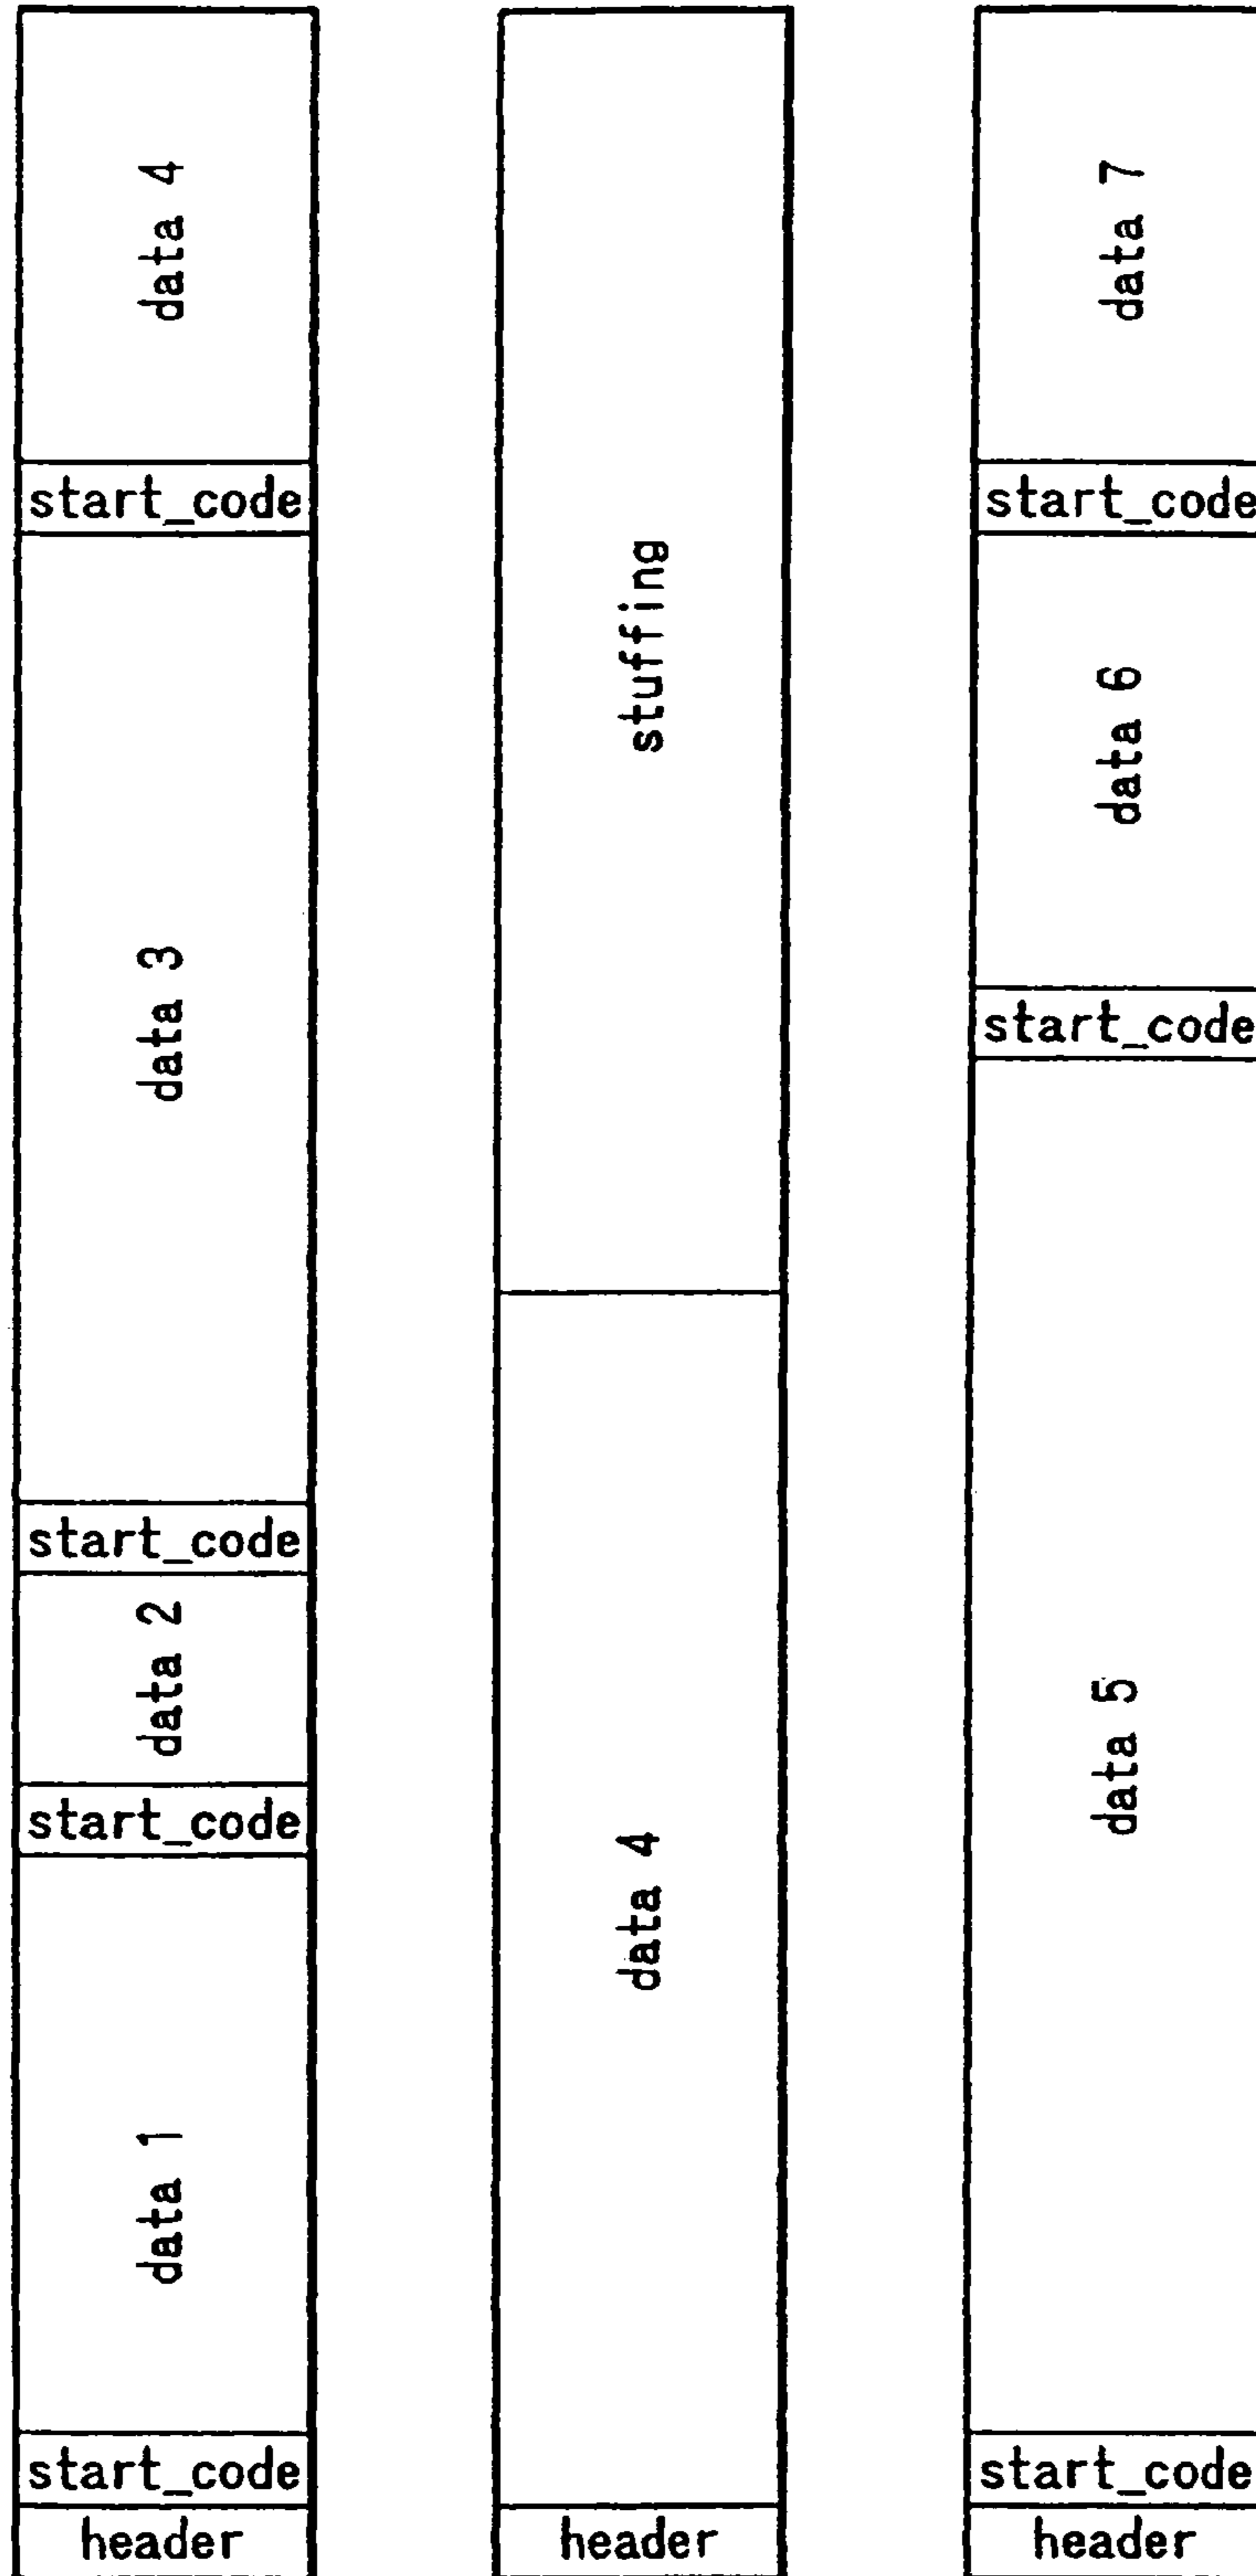 data 4
start_code
data 3
start_code
data 2
start_code
data 1
start_code
header
stuffing
data 4
header
data 7
start_code
data 6
start_code
data 5
start_code
header